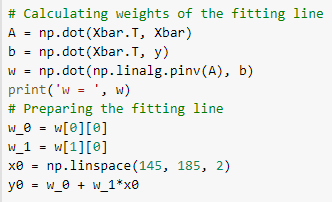 # Calculating weights of the fitting line
A = np.dot(Xbar.T, Xbar)
b = np.dot(Xbar.T, y)
w = np.dot(np.linalg.pinv(A), b)
print('w = ', w)
# Preparing the fitting line
w_0 = w[0][0]
w_1 = w[1][0]
x0 = np.linspace(145, 185, 2)
y0 = w_0 + w_1*x0